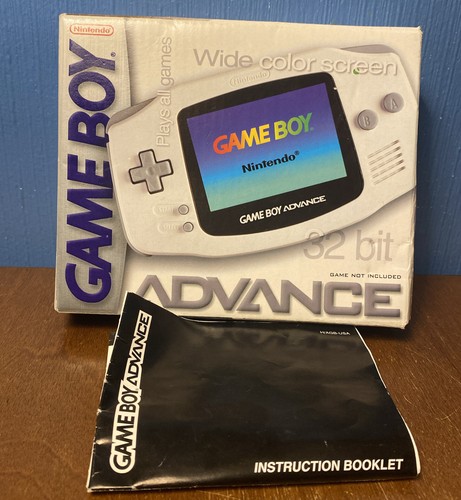 Nintendo®
GAME BOY®
Plays all games
Wide color screen
Nintendo
A
B
GAME BOY®
Nintendo®
GAME BOY ADVANCE
32 bit
GAME NOT INCLUDED
ADVANCE
GAME BOY ADVANCE
INSTRUCTION BOOKLET